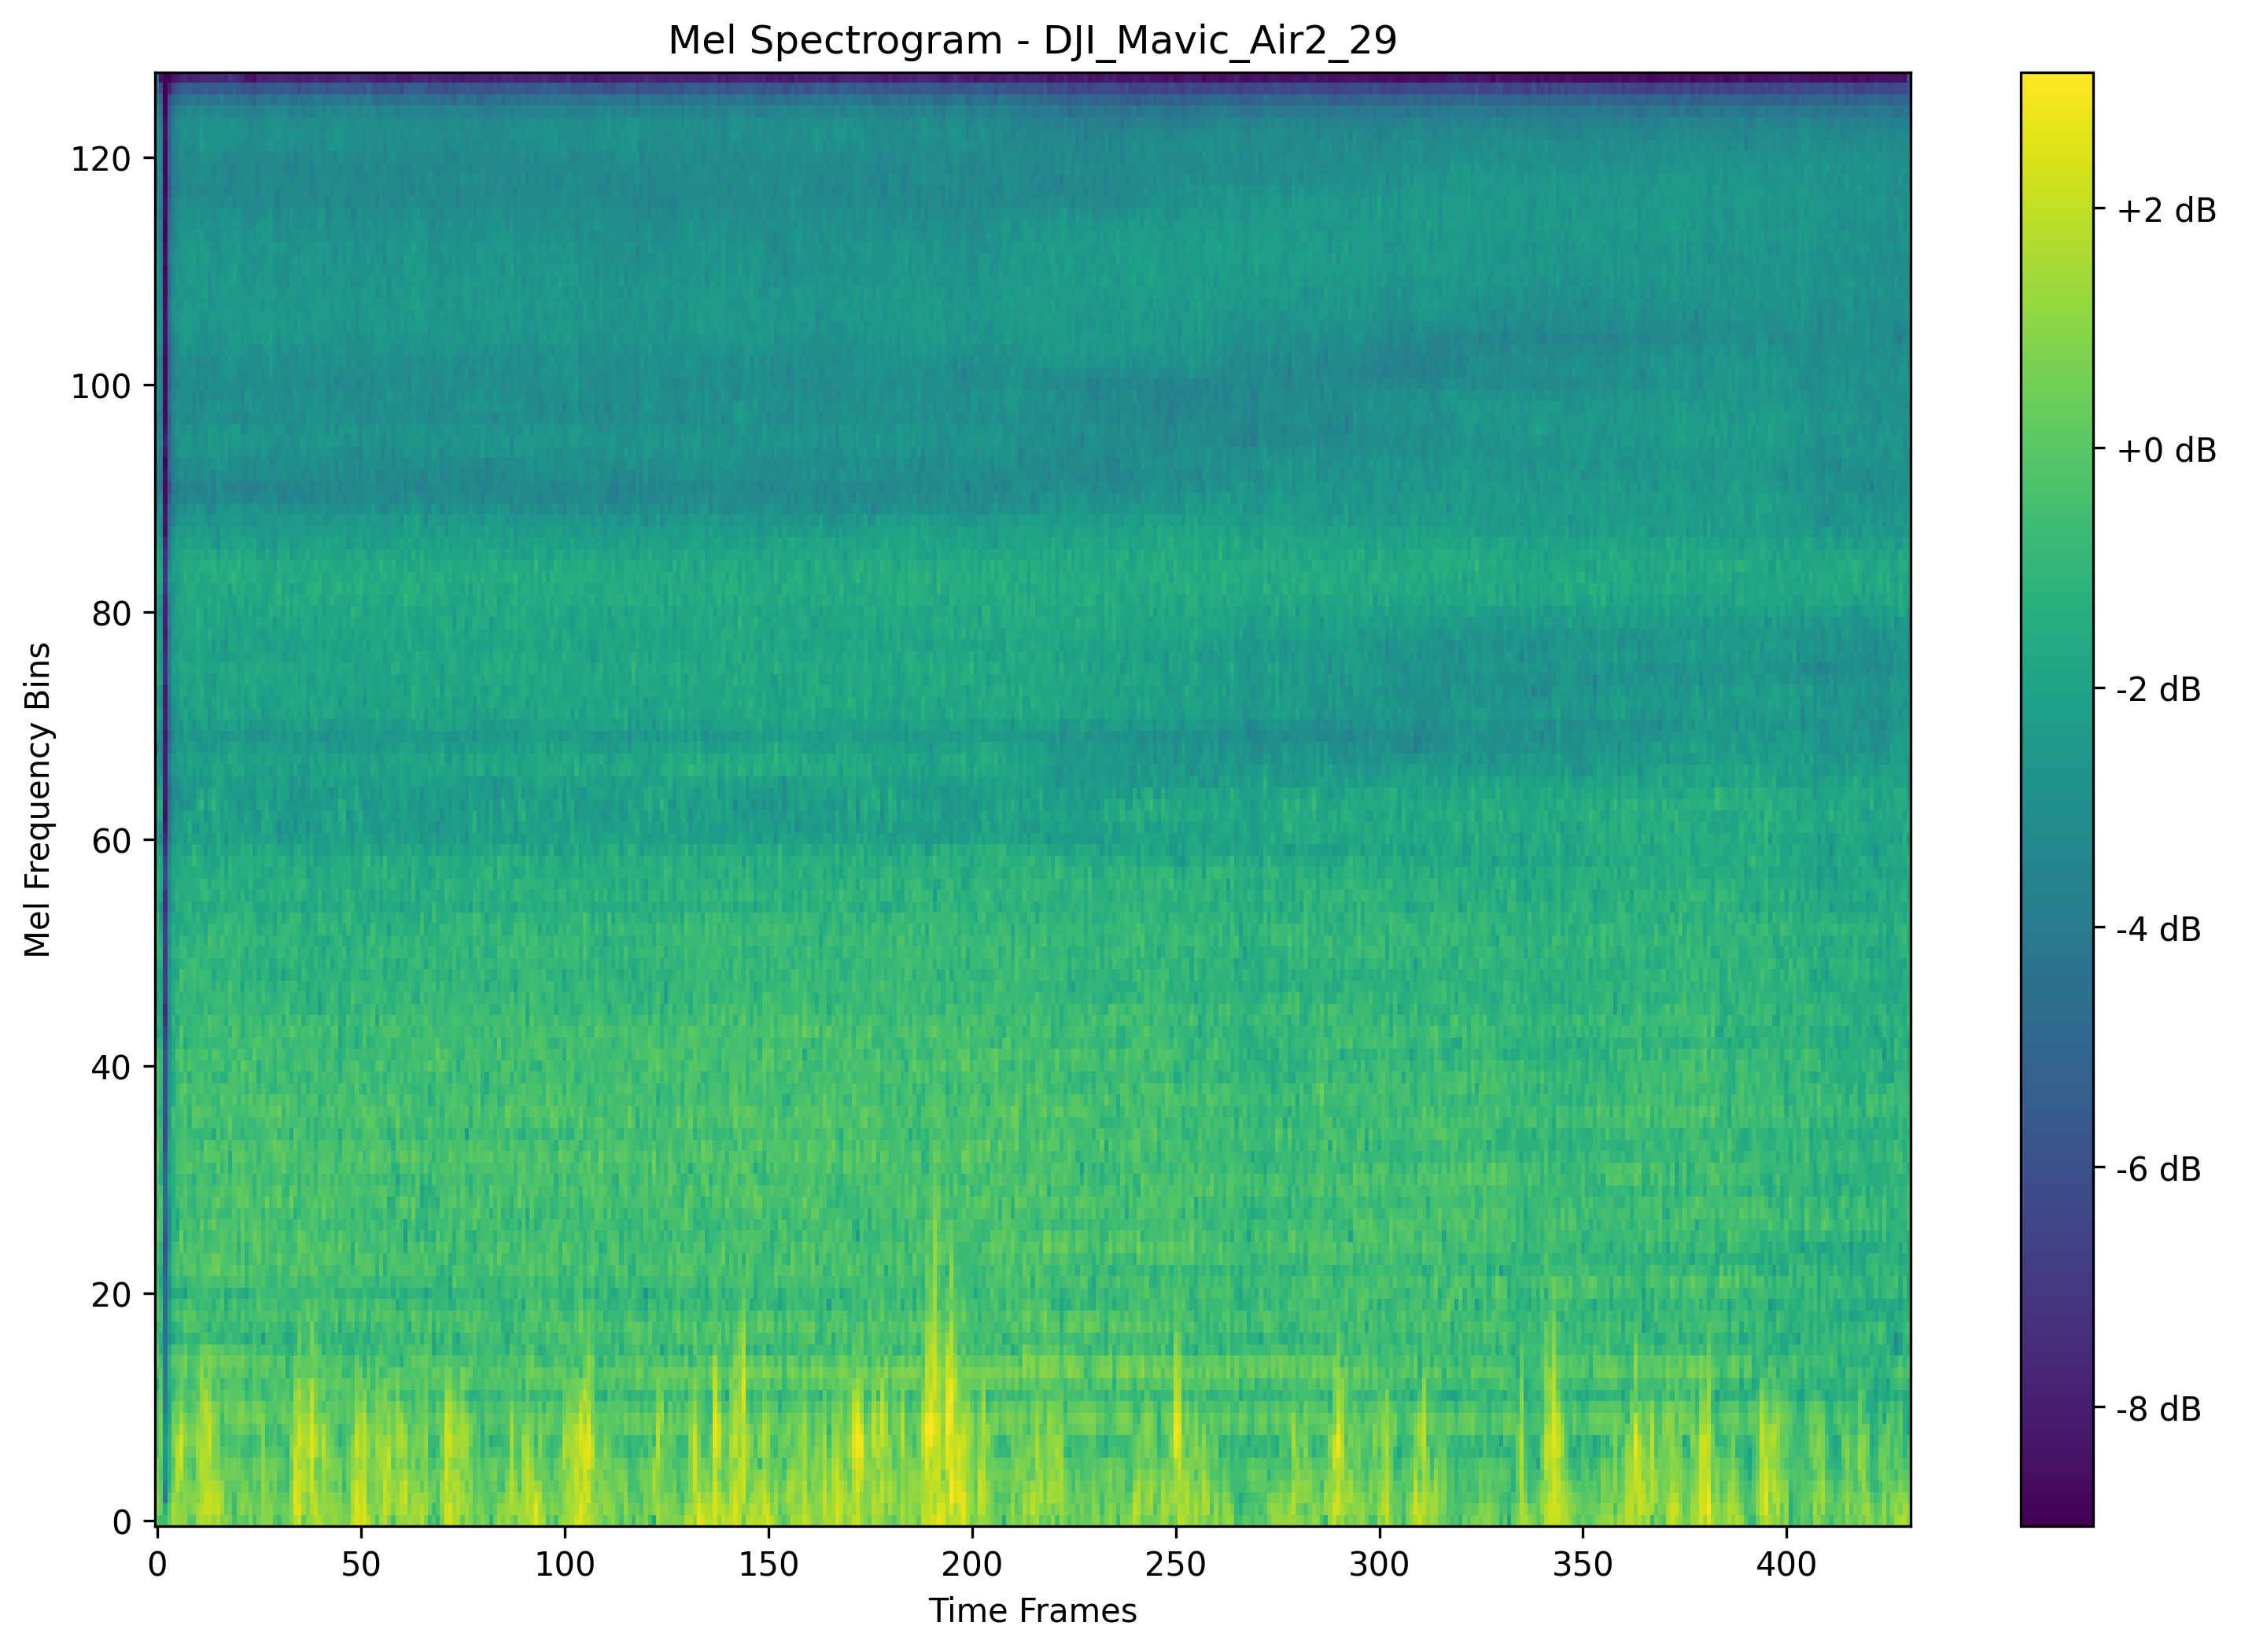 Mel Spectrogram - DJI_Mavic_Air2_29
Mel Frequency Bins
120
100
80
60
40
20
0
0 50 100 150 200 250 300 350 400
Time Frames
+2 dB
+0 dB
-2 dB
-4 dB
-6 dB
-8 dB